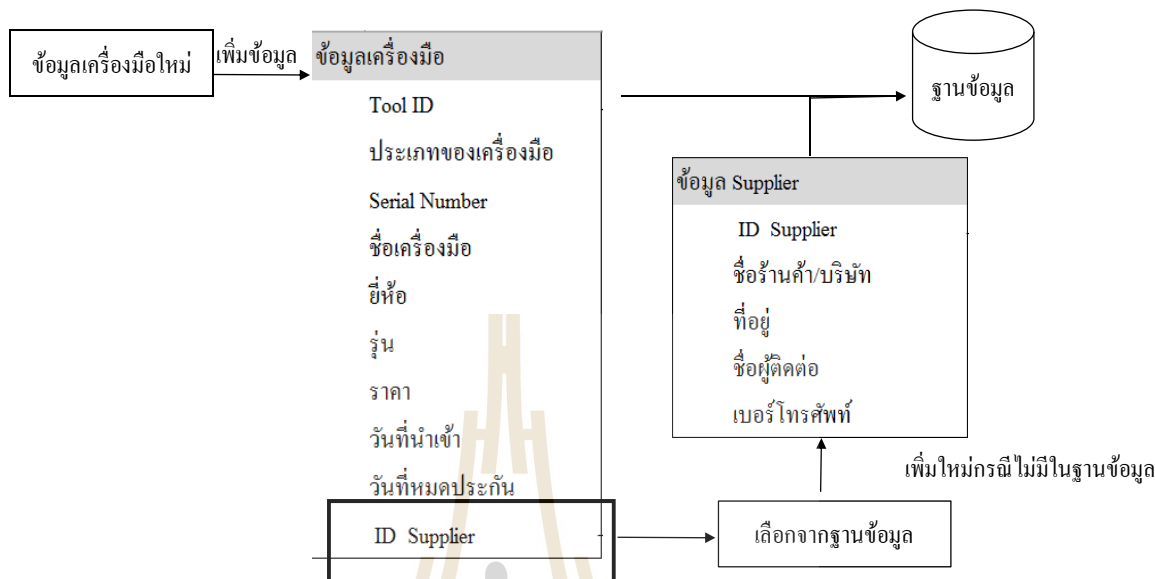 ข้อมูลเครื่องมือใหม่
เพิ่มข้อมูล
ข้อมูลเครื่องมือ
Tool ID
ประเภทของเครื่องมือ
Serial Number
ชื่อเครื่องมือ
ยี่ห้อ
รุ่น
ราคา
วันที่นำเข้า
วันที่หมดประกัน
ID Supplier
ฐานข้อมูล
ข้อมูล Supplier
ID Supplier
ชื่อร้านค้า/บริษัท
ที่อยู่
ชื่อผู้ติดต่อ
เบอร์โทรศัพท์
เพิ่มใหม่กรณีไม่มีในฐานข้อมูล
เลือกจากฐานข้อมูล